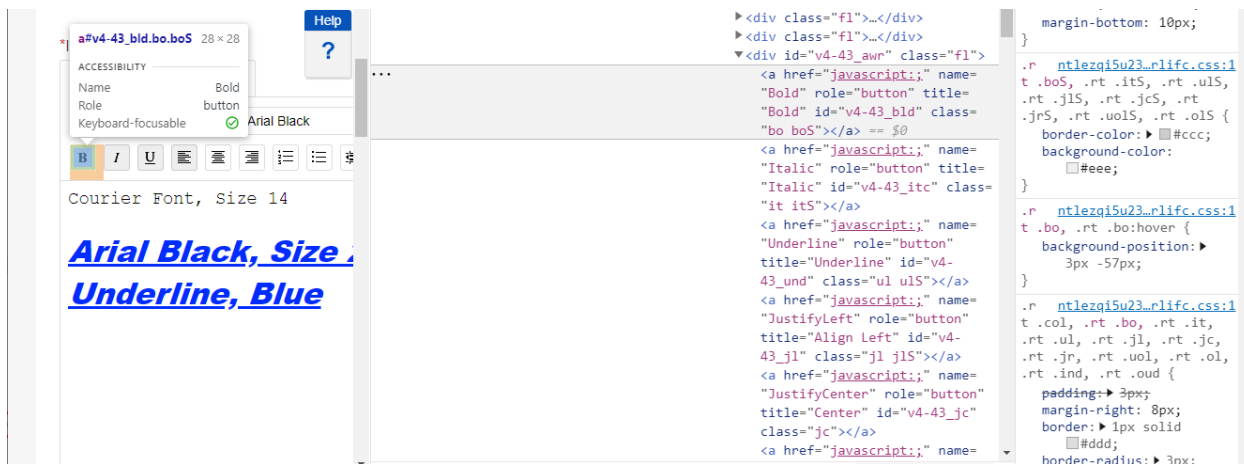 Help
?
a#v4-43_bld.bo.boS 28 × 28
ACCESSIBILITY
Name Bold
Role button
Keyboard-focusable
Arial Black
B I U
Courier Font, Size 14
Arial Black, Size
Underline, Blue
<div class="fl">…</div>
<div class="fl">…</div>
<div id="v4-43_awr" class="fl">
...
<a href="javascript:;" name=
"Bold" role="button" title=
"Bold" id="v4-43_bld" class=
"bo boS"></a> == $0
<a href="javascript:;" name=
"Italic" role="button" title=
"Italic" id="v4-43_itc" class=
"it itS"></a>
<a href="javascript:;" name=
"Underline" role="button"
title="Underline" id="v4-
43_und" class="ul ulS"></a>
<a href="javascript:;" name=
"JustifyLeft" role="button"
title="Align Left" id="v4-
43_jl" class="jl jlS"></a>
<a href="javascript:;" name=
"JustifyCenter" role="button"
title="Center" id="v4-43_jc"
class="jc"></a>
<a href="javascript:;" name=
margin-bottom: 10px;
}
.r ntlezqi5u23…rlifc.css:1
t .boS, .rt .itS, .rt .ulS,
.rt .jlS, .rt .jcS, .rt
.jrS, .rt .uolS, .rt .olS {
border-color: #ccc;
background-color:
#eee;
}
.r ntlezqi5u23…rlifc.css:1
t .bo, .rt .bo:hover {
background-position:
3px -57px;
}
.r ntlezqi5u23…rlifc.css:1
t .col, .rt .bo, .rt .it,
.rt .ul, .rt .jl, .rt .jc,
.rt .jr, .rt .uol, .rt .ol,
.rt .ind, .rt .oud {
padding: 3px;
margin-right: 8px;
border: 1px solid
#ddd;
border-radius: 3px;